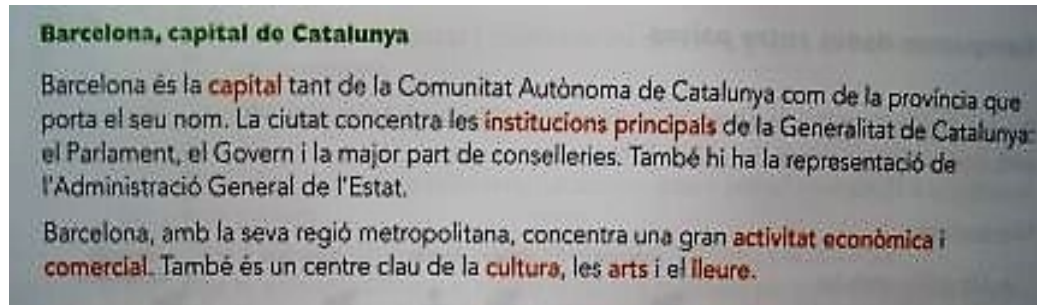 Barcelona, capital de Catalunya
Barcelona és la capital tant de la Comunitat Autònoma de Catalunya com de la província que
porta el seu nom. La ciutat concentra les institucions principals de la Generalitat de Catalunya:
el Parlament, el Govern i la major part de conselleries. També hi ha la representació de
l'Administració General de l'Estat.
Barcelona, amb la seva regió metropolitana, concentra una gran activitat econòmica i
comercial. També és un centre clau de la cultura, les arts i el lleure.